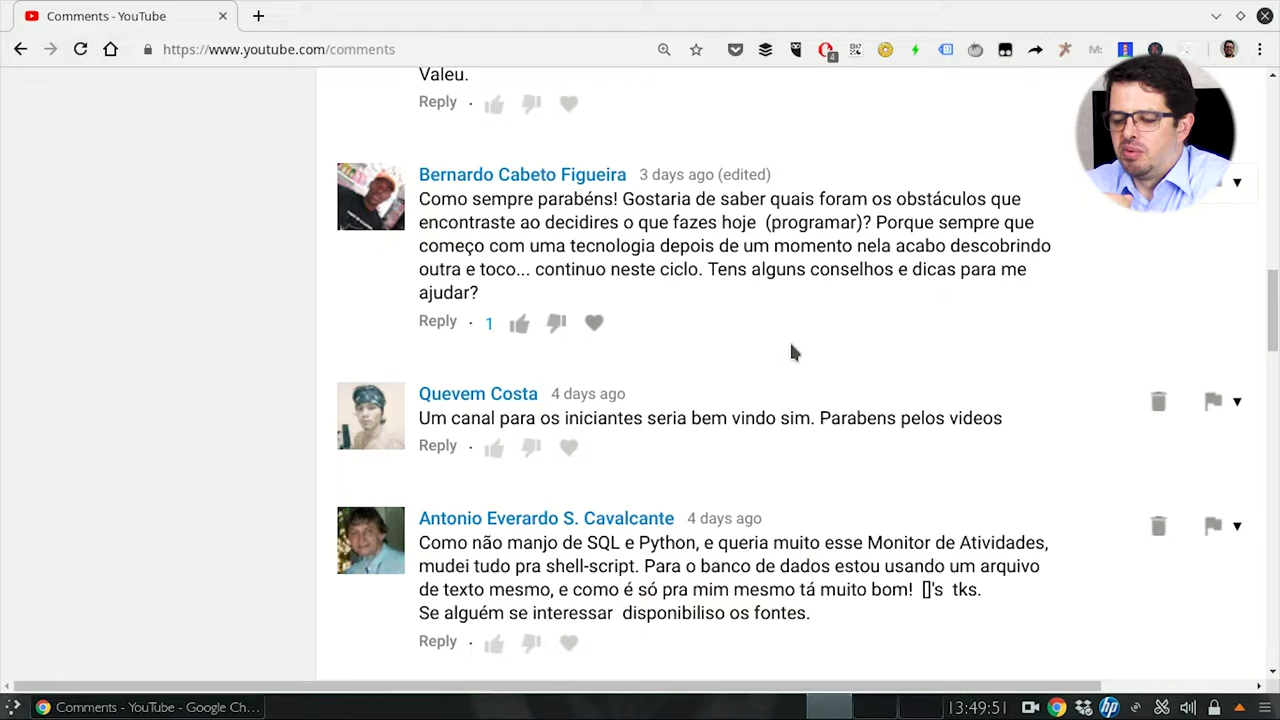 Comments - YouTube
https://www.youtube.com/comments
4
M:
Valeu.
Reply
Bernardo Cabeto Figueira 3 days ago (edited)
Como sempre parabéns! Gostaria de saber quais foram os obstáculos que
encontraste ao decidires o que fazes hoje (programar)? Porque sempre que
começo com uma tecnologia depois de um momento nela acabo descobrindo
outra e toco... continuo neste ciclo. Tens alguns conselhos e dicas para me
ajudar?
Reply · 1
Quevem Costa 4 days ago
Um canal para os iniciantes seria bem vindo sim. Parabens pelos videos
Reply ·
Antonio Everardo S. Cavalcante 4 days ago
Como não manjo de SQL e Python, e queria muito esse Monitor de Atividades,
mudei tudo pra shell-script. Para o banco de dados estou usando um arquivo
de texto mesmo, e como é só pra mim mesmo tá muito bom! []'s tks.
Se alguém se interessar disponibiliso os fontes.
Reply ·
Comments - YouTube - Google Ch...
13:49:51
hp